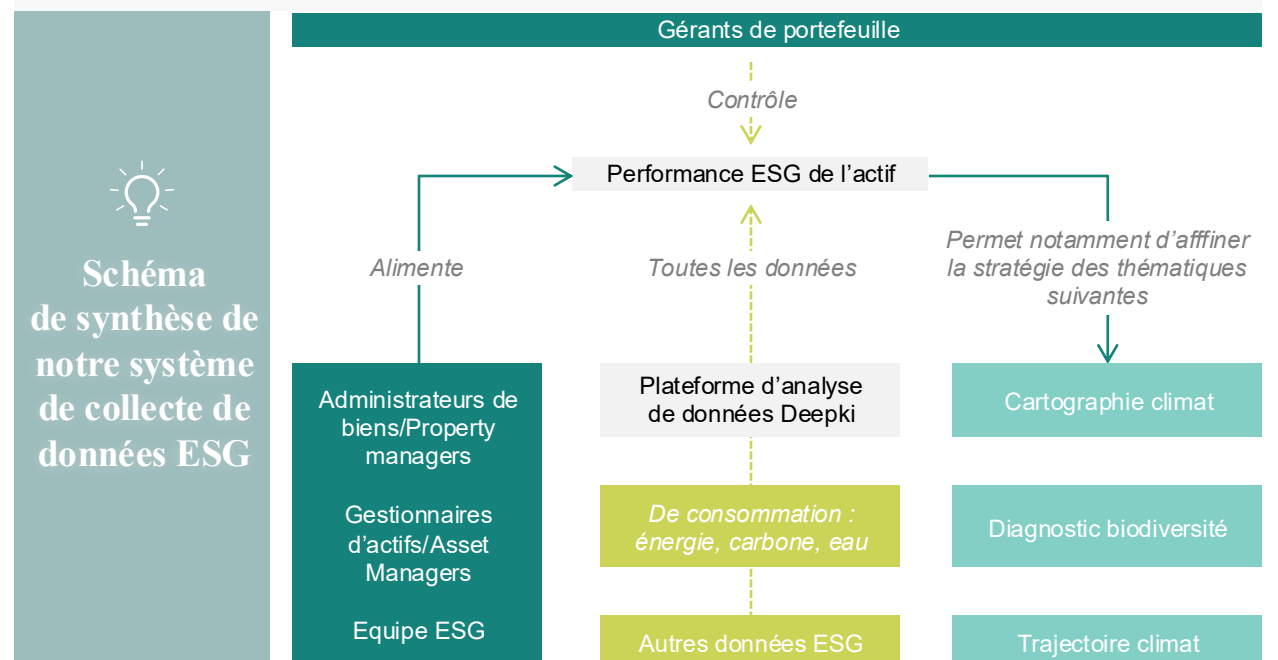 Schéma
de synthèse de
notre système
de collecte de
données ESG
Gérants de portefeuille
Contrôle
Performance ESG de l'actif
Alimente
Toutes les données
Permet notamment d'afffiner
la stratégie des thématiques
suivantes
Administrateurs de
biens/Property
managers
Gestionnaires
d'actifs/Asset
Managers
Equipe ESG
Plateforme d'analyse
de données Deepki
De consommation :
énergie, carbone, eau
Autres données ESG
Cartographie climat
Diagnostic biodiversité
Trajectoire climat